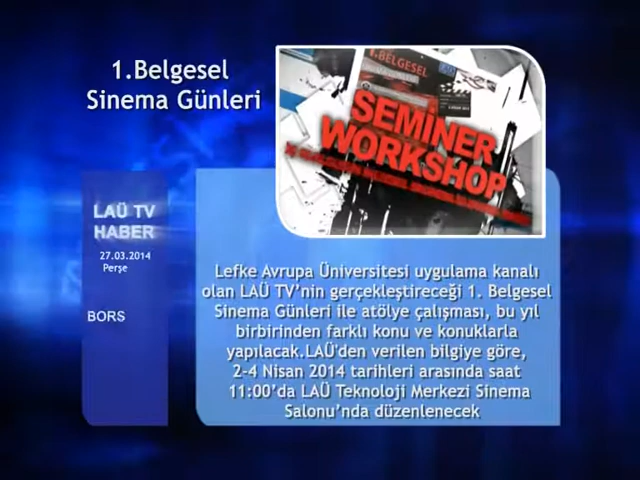 1.Belgesel
Sinema Günleri
1.BELGESEL
SEMİNER
WORKSHOP
LAÜ TV
HABER
27.03.2014
Perşe
BORS
Lefke Avrupa Üniversitesi uygulama kanalı
olan LAÜ TV'nin gerçekleştireceği 1. Belgesel
Sinema Günleri ile atölye çalışması, bu yıl
birbirinden farklı konu ve konuklarla
yapılacak.LAÜ'den verilen bilgiye göre,
2-4 Nisan 2014 tarihleri arasında saat
11:00'da LAÜ Teknoloji Merkezi Sinema
Salonu'nda düzenlenecek